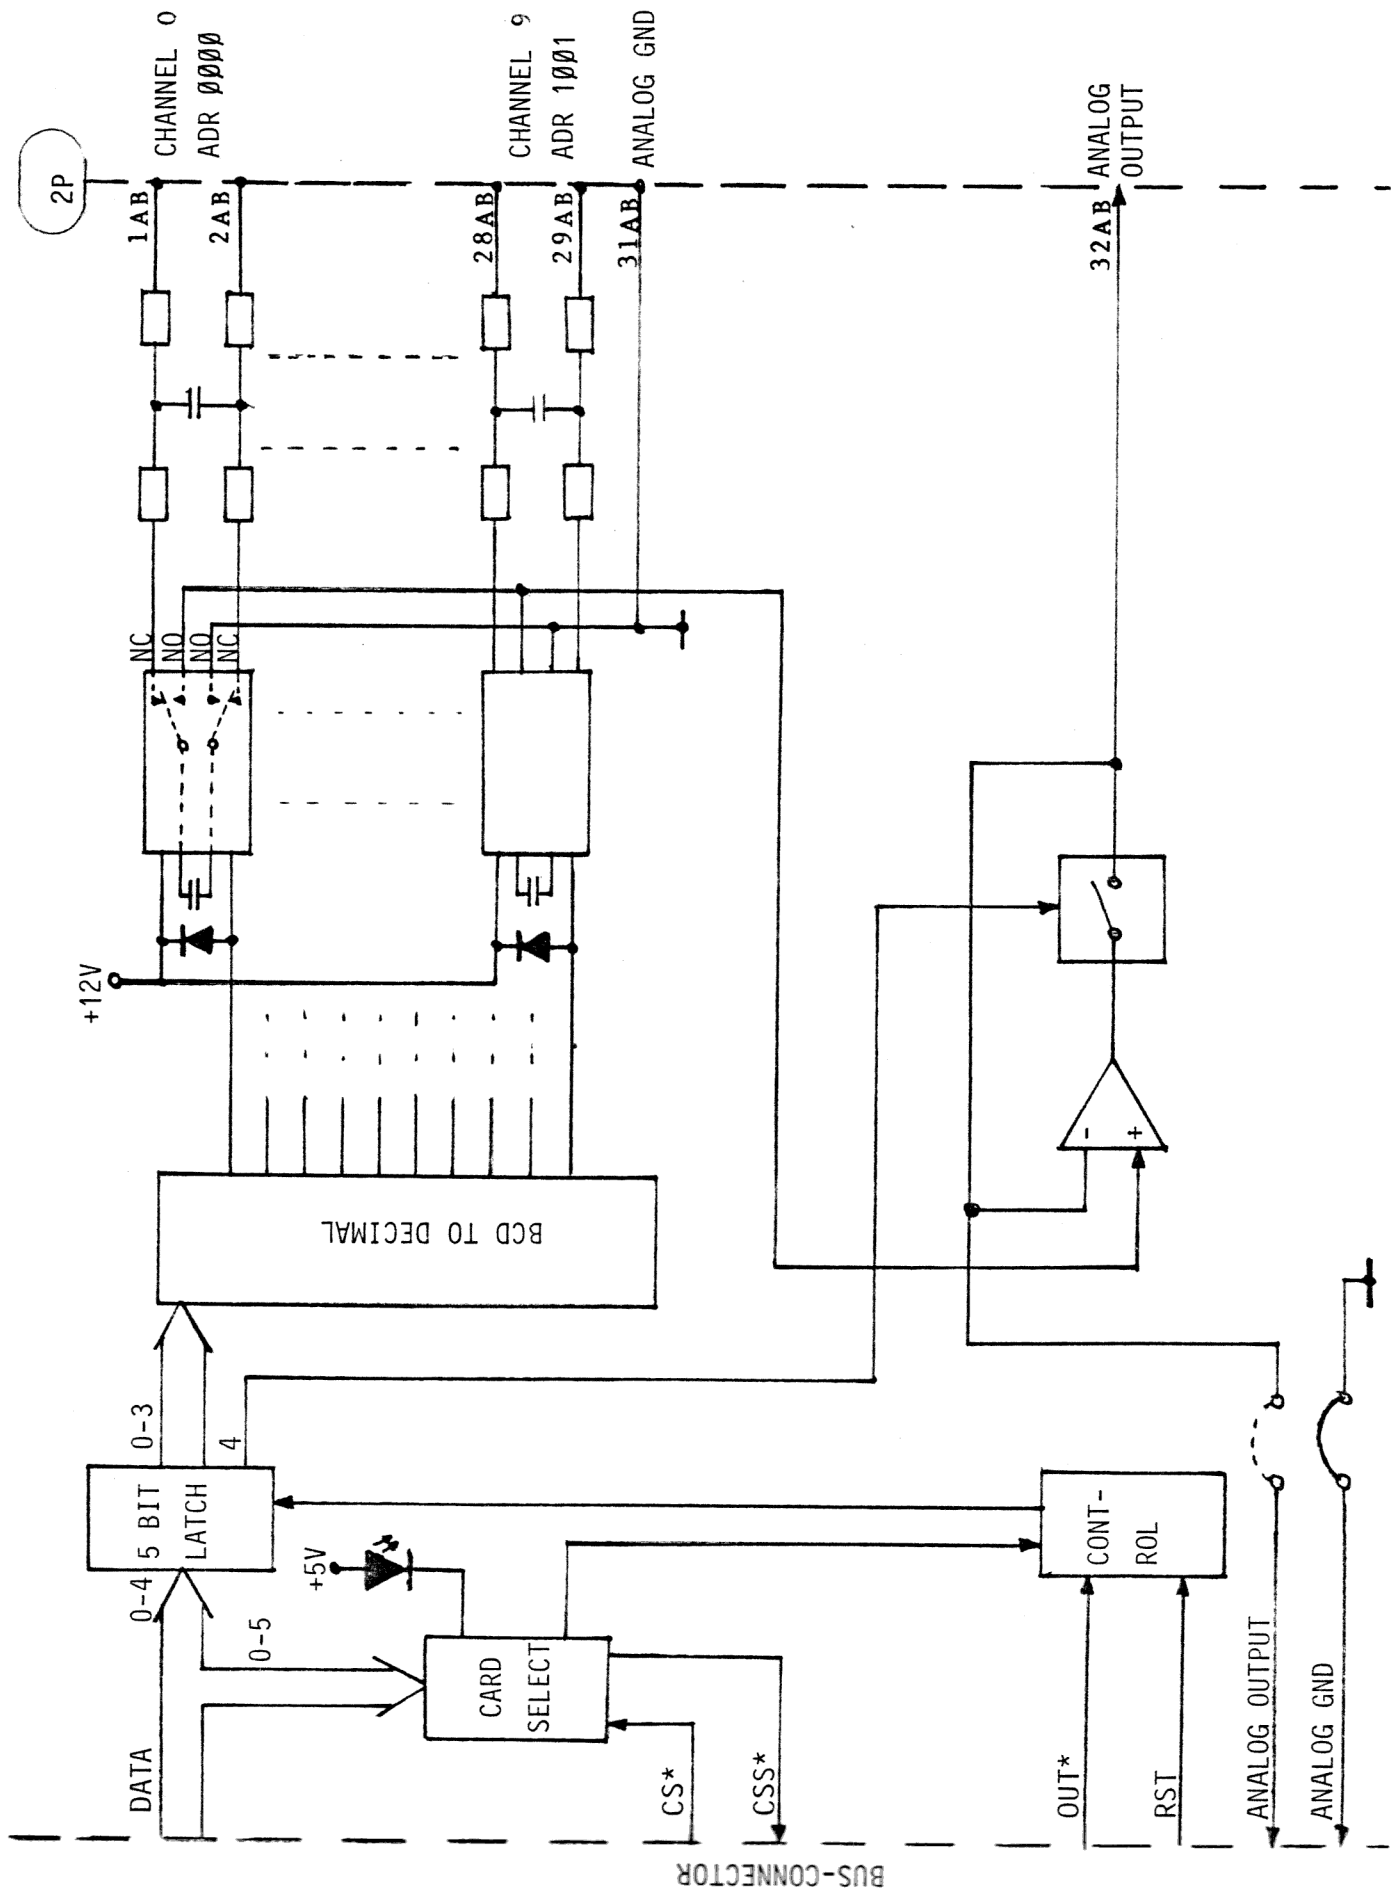 2P
1AB
CHANNEL 0
2AB
ADR 0000
28AB
CHANNEL 9
29AB
ADR 1001
31AB
ANALOG GND
32AB
ANALOG
OUTPUT
NC
NO
NO
NC
+12V
BCD TO DECIMAL
-
+
0-3
4
5 BIT
LATCH
0-4
0-5
+5V
CARD
SELECT
CONT-
ROL
DATA
CS*
CSS*
OUT*
RST
ANALOG OUTPUT
ANALOG GND
BUS-CONNECTOR